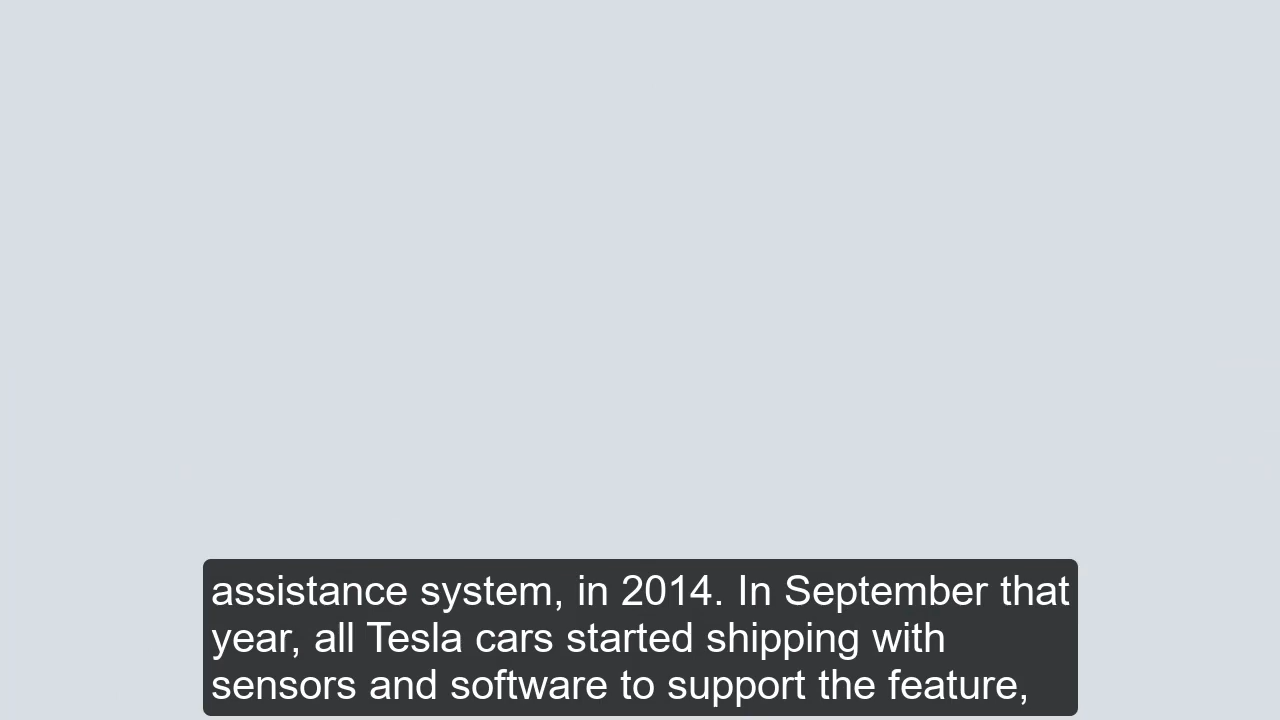 assistance system, in 2014. In September that
year, all Tesla cars started shipping with
sensors and software to support the feature,